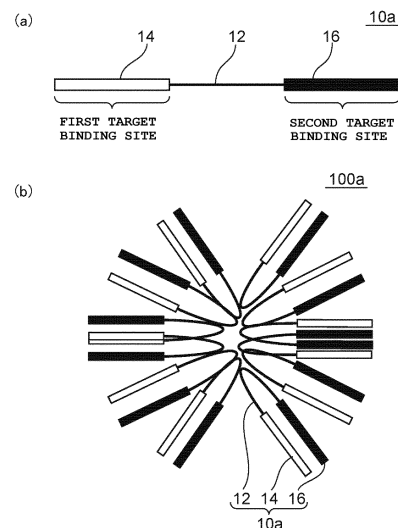 (a)
10a
14
12
16
FIRST TARGET
BINDING SITE
SECOND TARGET
BINDING SITE
(b)
100a
12 14 16
10a